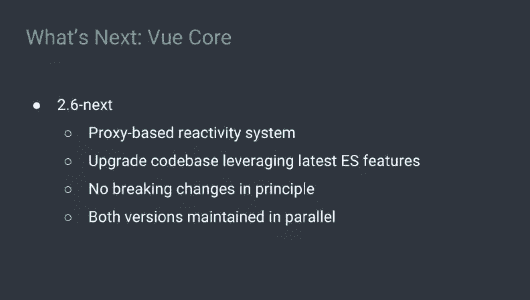 What's Next: Vue Core
● 2.6-next
○ Proxy-based reactivity system
○ Upgrade codebase leveraging latest ES features
○ No breaking changes in principle
○ Both versions maintained in parallel